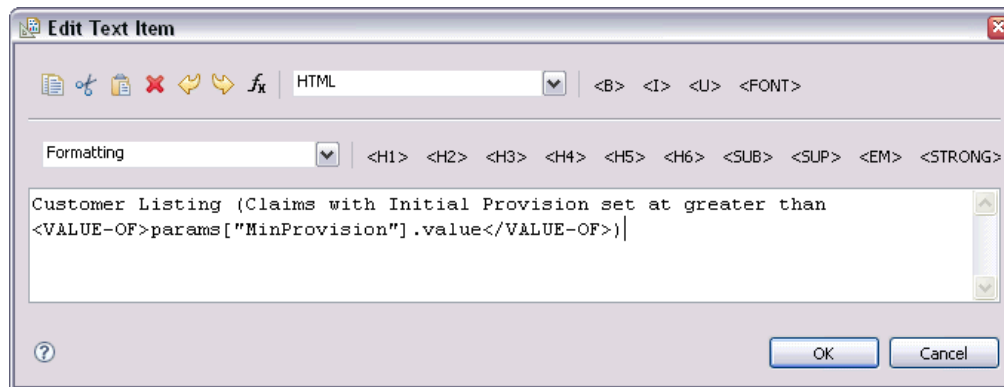 Edit Text Item
fx HTML <B> <I> <U> <FONT>
Formatting <H1> <H2> <H3> <H4> <H5> <H6> <SUB> <SUP> <EM> <STRONG>
Customer Listing (Claims with Initial Provision set at greater than
<VALUE-OF>params["MinProvision"].value</VALUE-OF>)
? OK Cancel